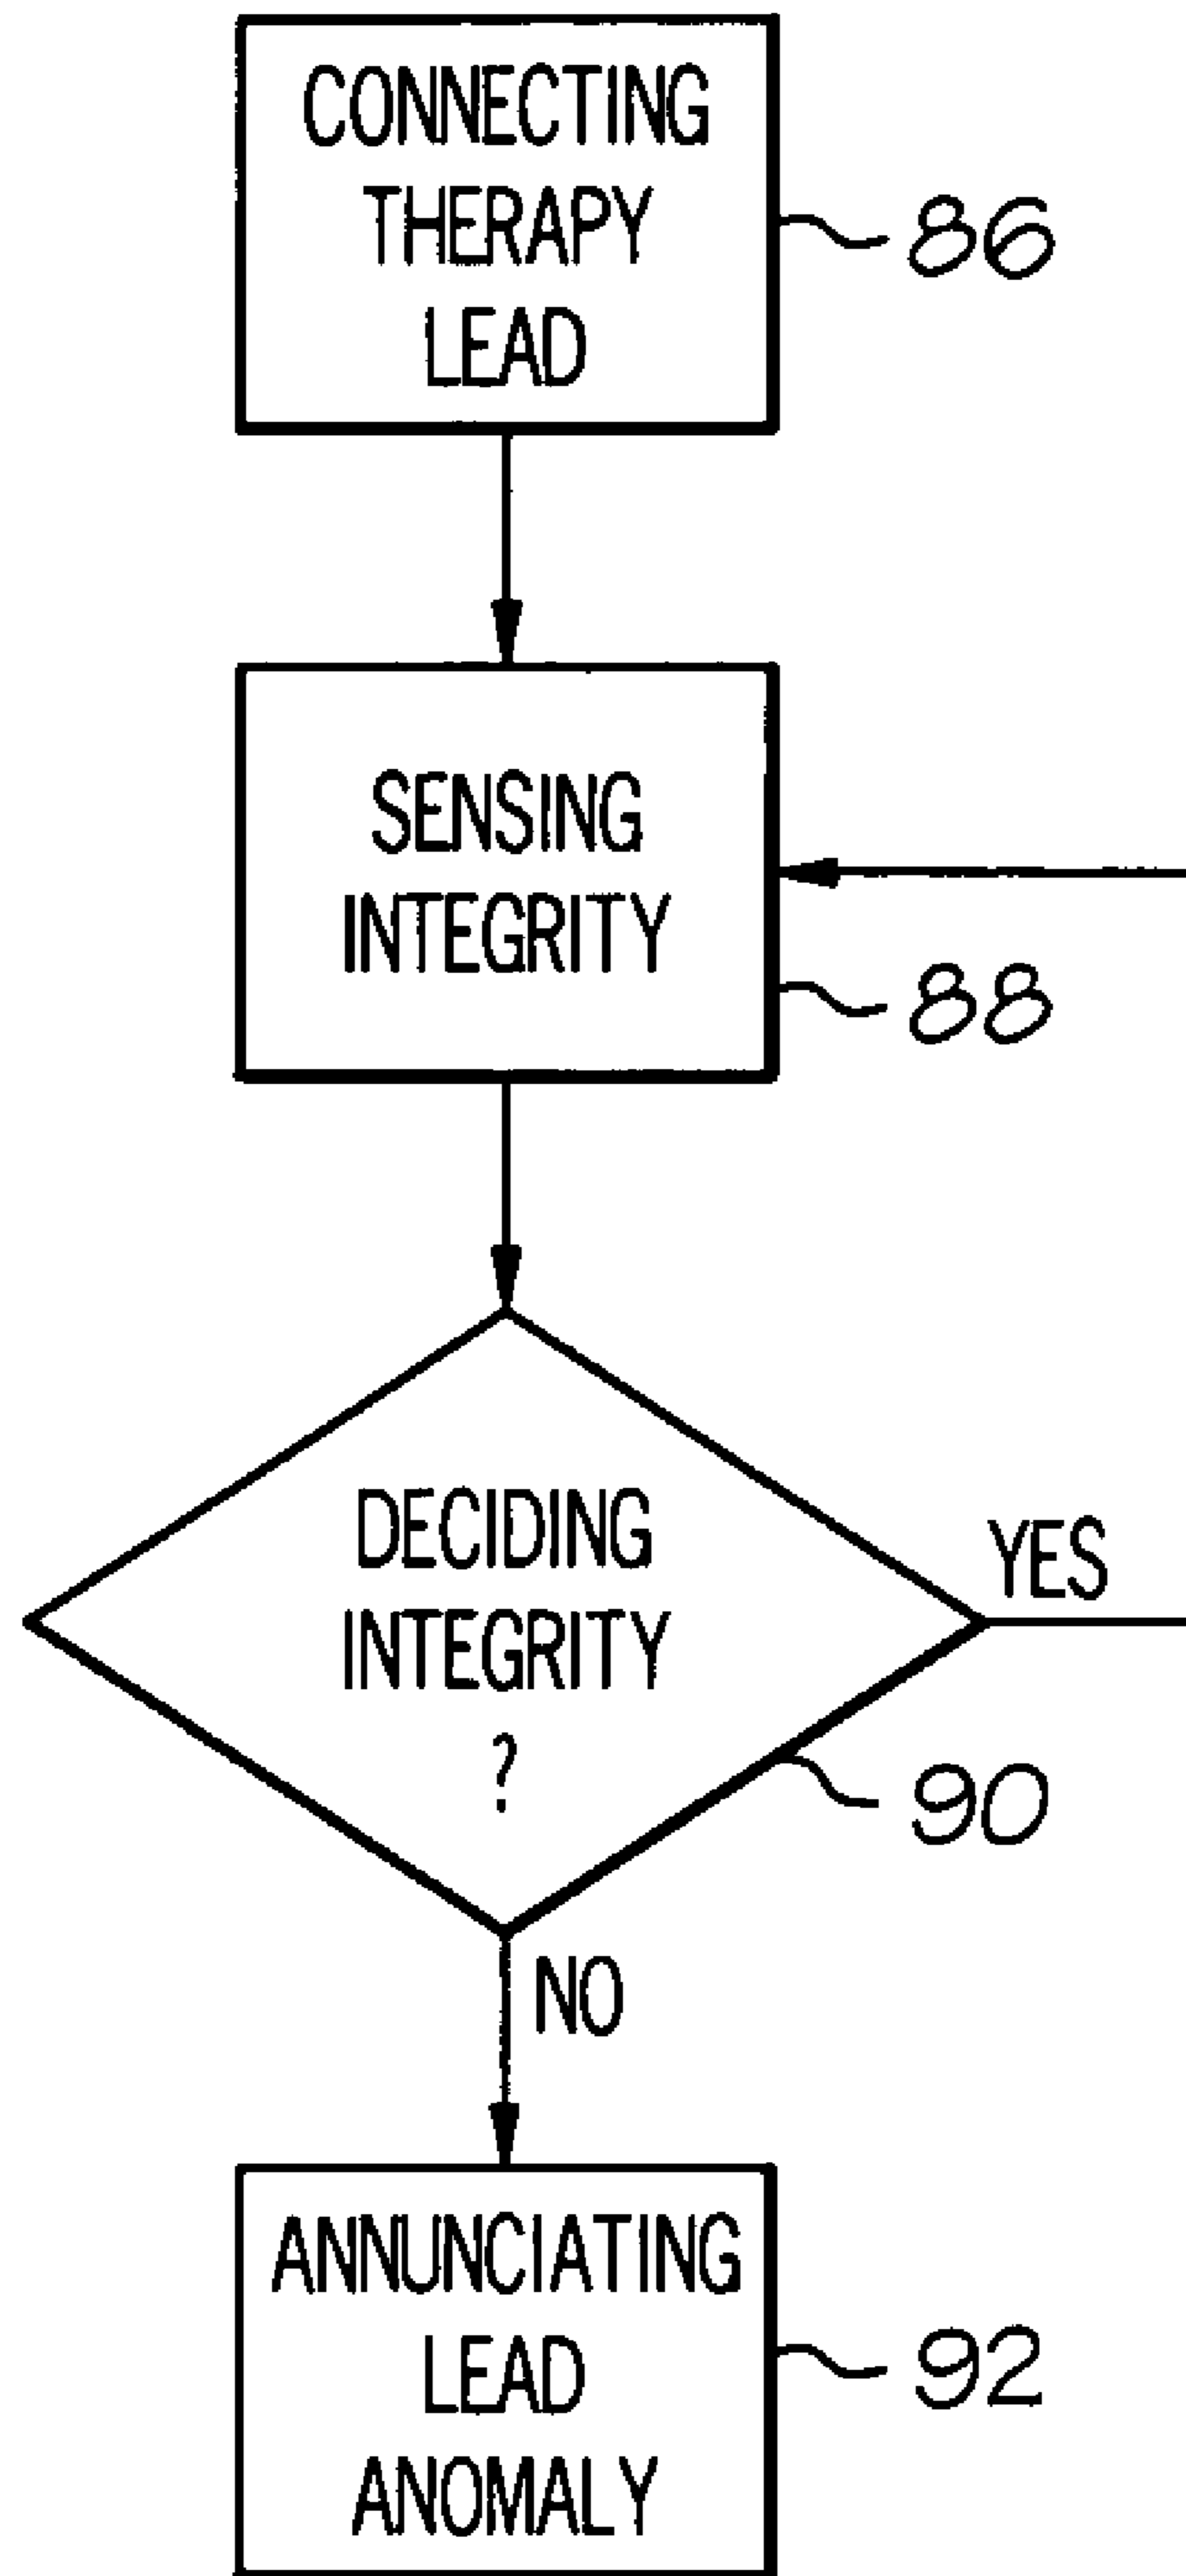 CONNECTING
THERAPY
LEAD
86
SENSING
INTEGRITY
88
DECIDING
INTEGRITY
?
YES
90
NO
ANNUNCIATING
LEAD
ANOMALY
92